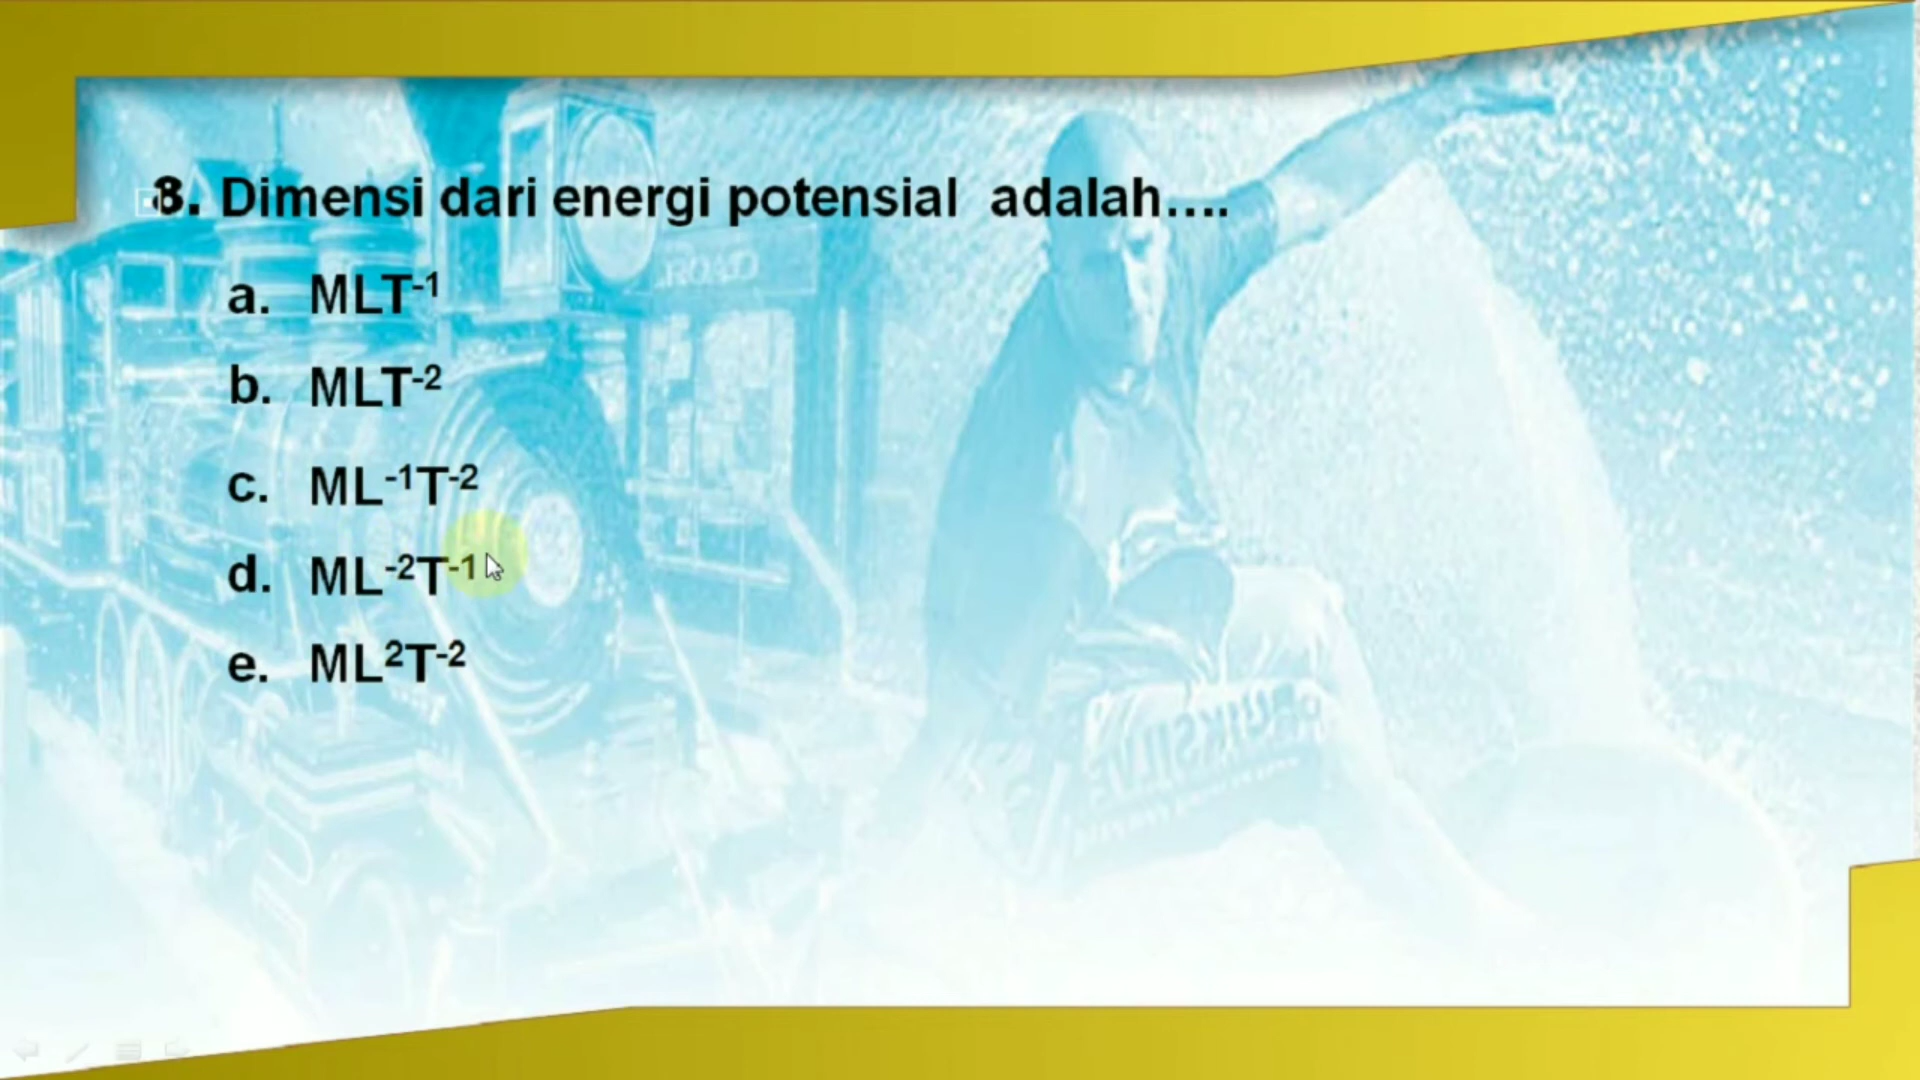 8. Dimensi dari energi potensial adalah....
a. MLT⁻¹
b. MLT⁻²
c. ML⁻¹T⁻²
d. ML⁻²T⁻¹
e. ML²T⁻²